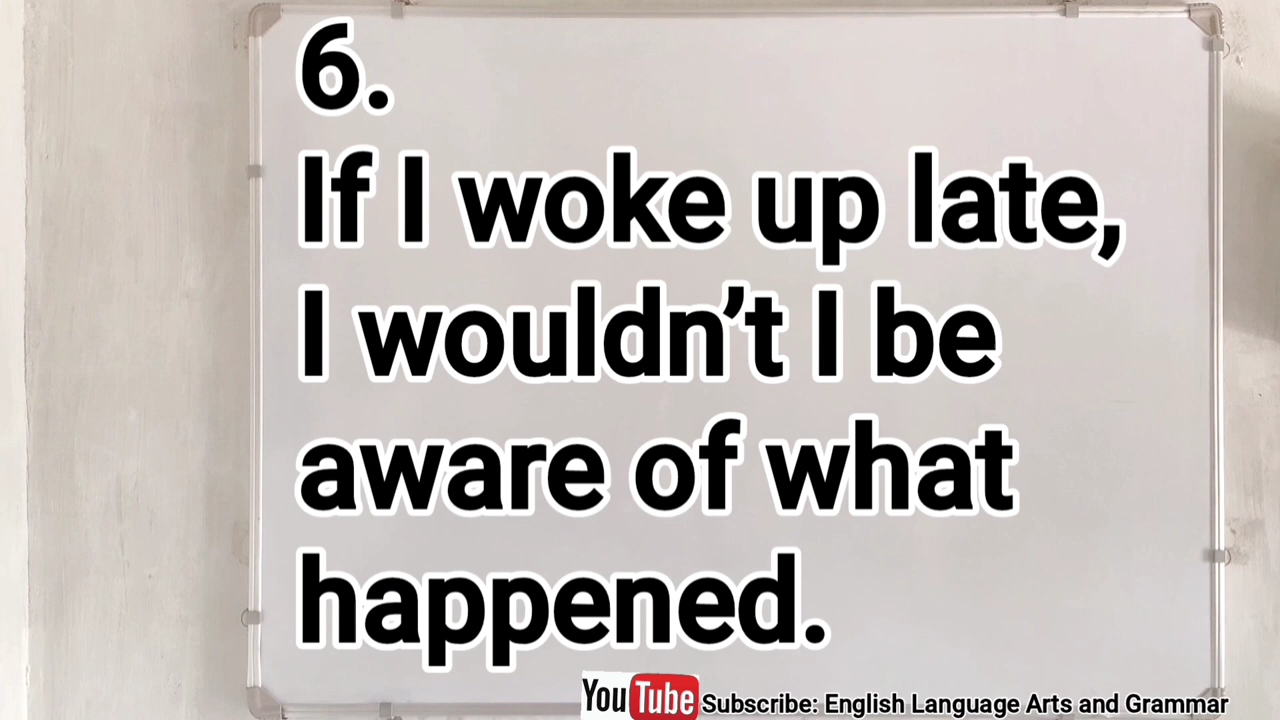 6.
If I woke up late,
I wouldn't I be
aware of what
happened.
YouTube Subscribe: English Language Arts and Grammar